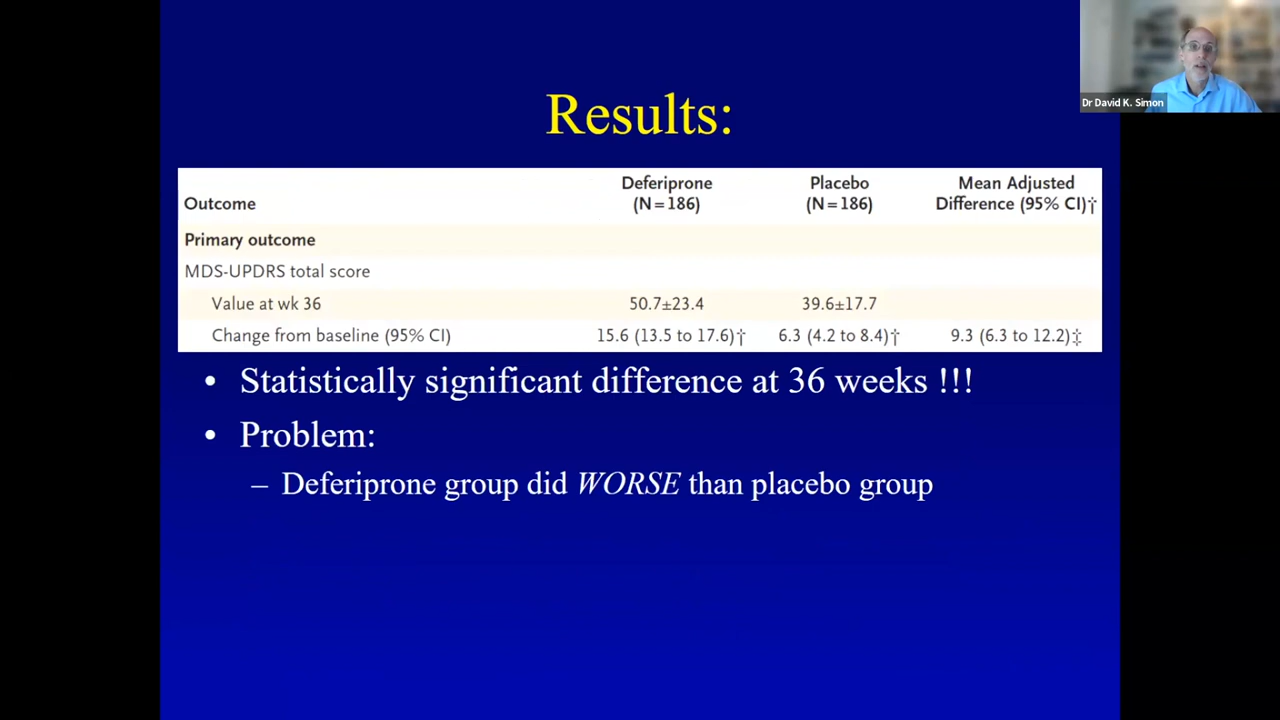 Dr David K. Simon
Results:
Outcome Deferiprone (N=186) Placebo (N=186) Mean Adjusted Difference (95% CI)†
Primary outcome
MDS-UPDRS total score
Value at wk 36 50.7±23.4 39.6±17.7
Change from baseline (95% CI) 15.6 (13.5 to 17.6)† 6.3 (4.2 to 8.4)† 9.3 (6.3 to 12.2)‡
• Statistically significant difference at 36 weeks !!!
• Problem:
– Deferiprone group did WORSE than placebo group